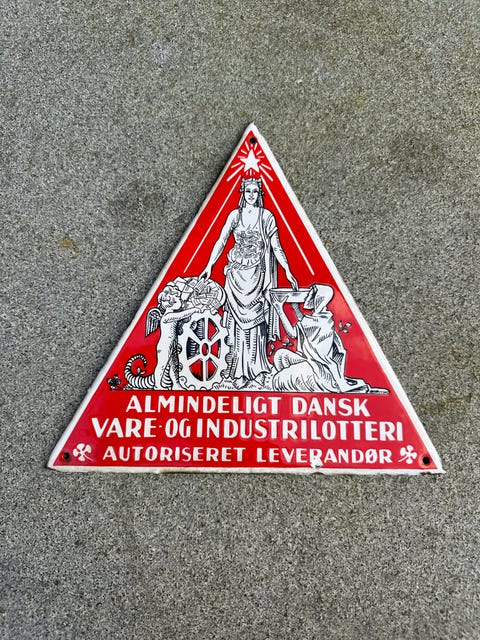 ALMINDELIGT DANSK
VARE-OG INDUSTRILOTTERI
AUTORISERET LEVERANDØR